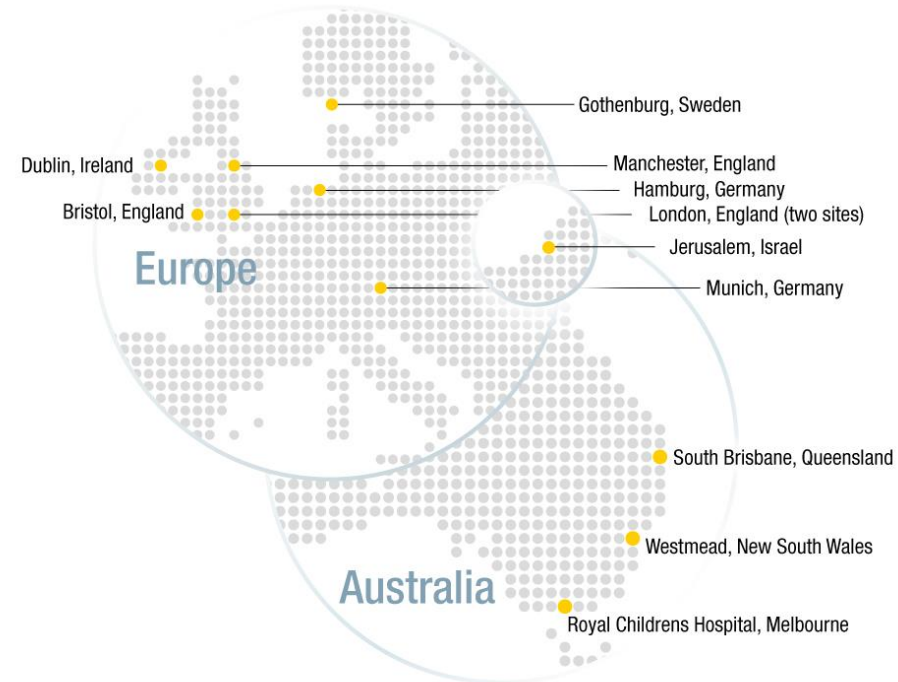 Gothenburg, Sweden
Dublin, Ireland
Manchester, England
Hamburg, Germany
Bristol, England
London, England (two sites)
Jerusalem, Israel
Europe
Munich, Germany
South Brisbane, Queensland
Westmead, New South Wales
Australia
Royal Childrens Hospital, Melbourne